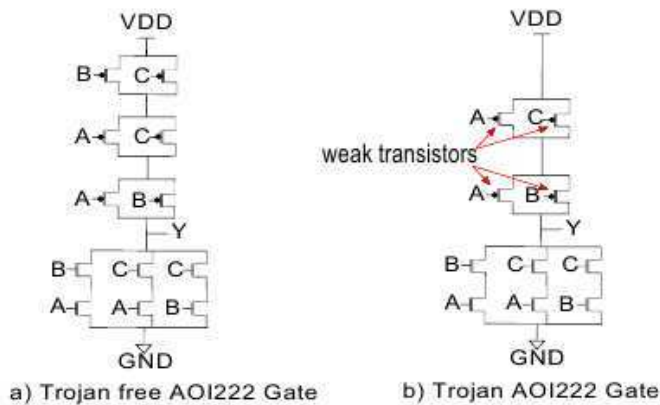 VDD
B C
A C
A B
Y
B C C
A A B
GND
a) Trojan free AOI222 Gate
VDD
A C
weak transistors
A B
Y
B C C
A A B
GND
b) Trojan AOI222 Gate